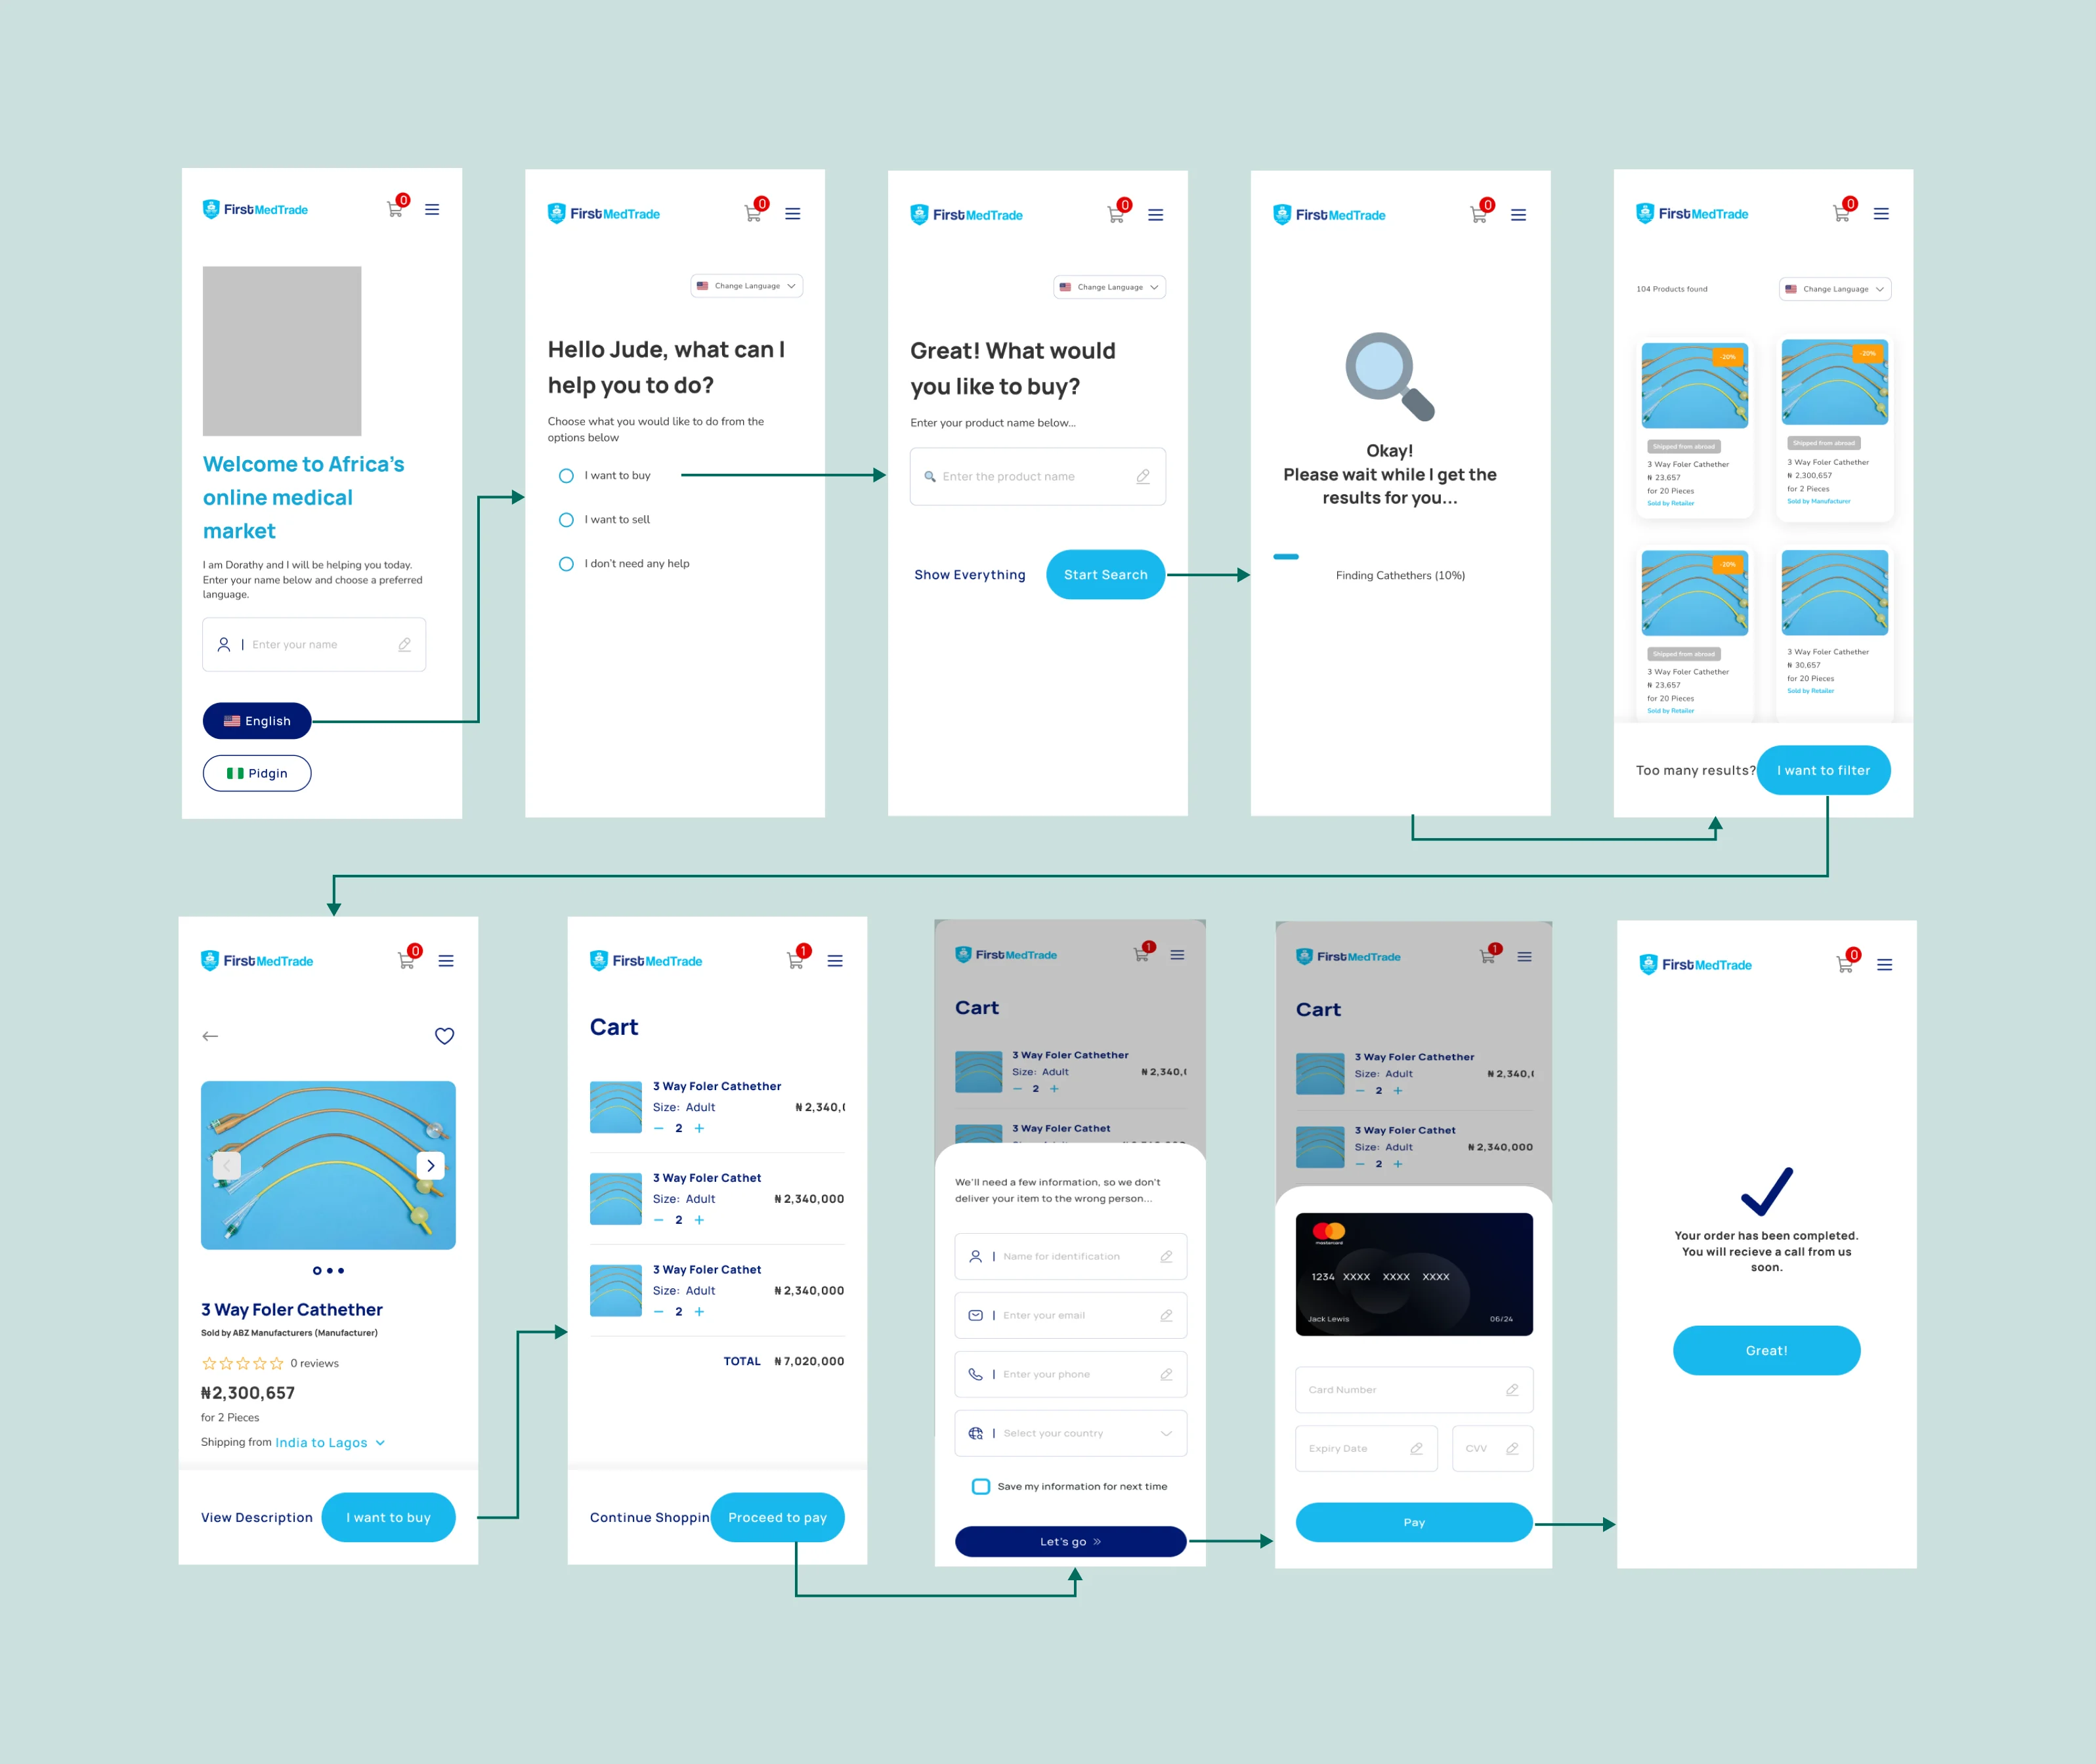 FirstMedTrade
0
Welcome to Africa's
online medical
market
I am Dorathy and I will be helping you today.
Enter your name below and choose a preferred
language.
Enter your name
English
Pidgin
FirstMedTrade
0
Change Language
Hello Jude, what can I
help you to do?
Choose what you would like to do from the
options below
I want to buy
I want to sell
I don't need any help
FirstMedTrade
0
Change Language
Great! What would
you like to buy?
Enter your product name below...
Enter the product name
Show Everything
Start Search
FirstMedTrade
0
Okay!
Please wait while I get the
results for you...
Finding Cathethers (10%)
FirstMedTrade
0
104 Products found
Change Language
-20%
Shipped from abroad
3 Way Foler Cathether
₦ 23,657
for 20 Pieces
Sold by Retailer
-20%
Shipped from abroad
3 Way Foler Cathether
₦ 2,300,657
for 2 Pieces
Sold by Manufacturer
-20%
Shipped from abroad
3 Way Foler Cathether
₦ 23,657
for 20 Pieces
Sold by Retailer
3 Way Foler Cathether
₦ 30,657
for 20 Pieces
Sold by Retailer
Too many results?
I want to filter
FirstMedTrade
0
3 Way Foler Cathether
Sold by ABZ Manufacturers (Manufacturer)
0 reviews
₦2,300,657
for 2 Pieces
Shipping from India to Lagos
View Description
I want to buy
FirstMedTrade
1
Cart
3 Way Foler Cathether
Size: Adult
₦ 2,340,
− 2 +
3 Way Foler Cathet
Size: Adult
₦ 2,340,000
− 2 +
3 Way Foler Cathet
Size: Adult
₦ 2,340,000
− 2 +
TOTAL ₦ 7,020,000
Continue Shoppin
Proceed to pay
FirstMedTrade
1
Cart
3 Way Foler Cathether
Size: Adult
₦ 2,340,
− 2 +
3 Way Foler Cathet
We'll need a few information, so we don't
deliver your item to the wrong person...
Name for identification
Enter your email
Enter your phone
Select your country
Save my information for next time
Let's go »
FirstMedTrade
1
Cart
3 Way Foler Cathether
Size: Adult
₦ 2,340,
− 2 +
3 Way Foler Cathet
Size: Adult
₦ 2,340,000
− 2 +
mastercard
1234 XXXX XXXX XXXX
Jack Lewis
06/24
Card Number
Expiry Date
CVV
Pay
FirstMedTrade
0
Your order has been completed.
You will recieve a call from us
soon.
Great!